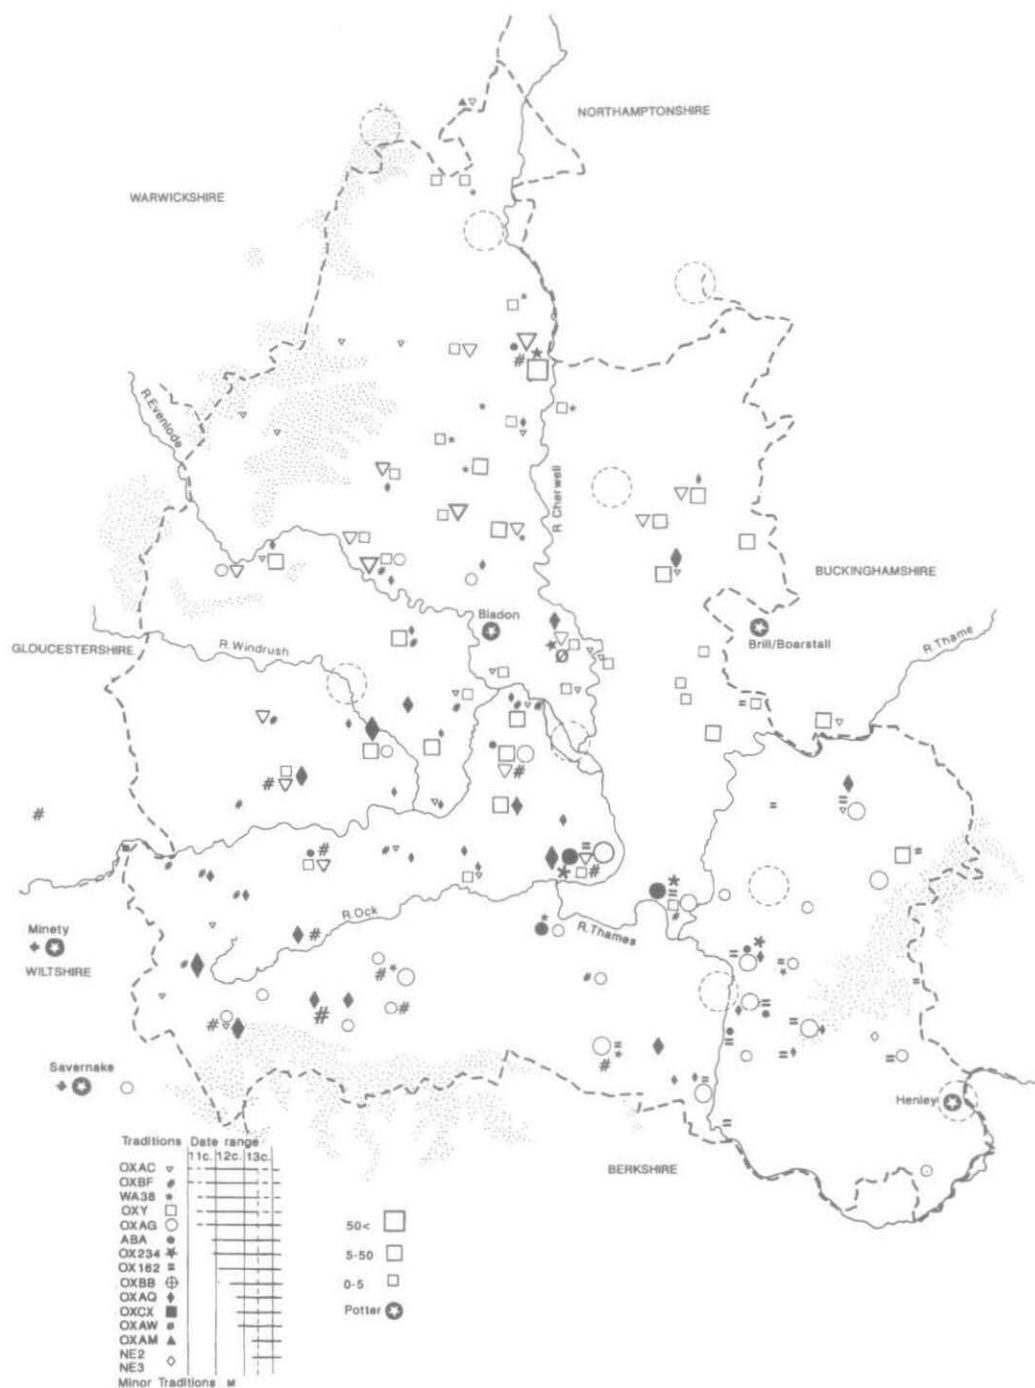 NORTHAMPTONSHIRE
WARWICKSHIRE
R.Evenlode
R.Cherwell
BUCKINGHAMSHIRE
Bladon
Brill/Boarstall
R.Thame
GLOUCESTERSHIRE
R.Windrush
R.Ock
R.Thames
Minety
WILTSHIRE
Savernake
Henley
BERKSHIRE
Traditions Date range
11c. 12c. 13c.
OXAC
OXBF
WA38
OXY
OXAG
ABA
OX234
OX162
OXBB
OXAQ
OXCX
OXAW
OXAM
NE2
NE3
Minor Traditions M
50<
5-50
0-5
Potter